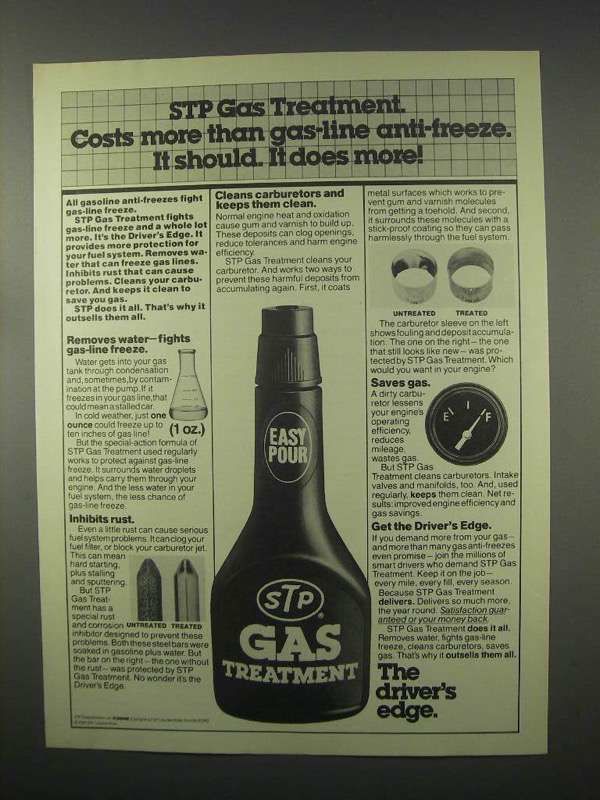 STP Gas Treatment.
Costs more than gas-line anti-freeze.
It should. It does more!
All gasoline anti-freezes fight
gas-line freeze.
STP Gas Treatment fights
gas-line freeze and a whole lot
more. It's the Driver's Edge. It
provides more protection for
your fuel system. Removes wa-
ter that can freeze gas lines.
Inhibits rust that can cause
problems. Cleans your carbu-
retor. And keeps it clean to
save you gas.
STP does it all. That's why it
outsells them all.
Removes water—fights
gas-line freeze.
Water gets into your gas
tank through condensation
and, sometimes, by contam-
ination at the pump. If it
freezes in your gas line, that
could mean a stalled car.
In cold weather, just one
ounce could freeze up to
ten inches of gas line!
(1 OZ.)
But the special-action formula of
STP Gas Treatment used regularly
works to protect against gas-line
freeze. It surrounds water droplets
and helps carry them through your
engine. And the less water in your
fuel system, the less chance of
gas-line freeze.
Inhibits rust.
Even a little rust can cause serious
fuel system problems. It can clog your
fuel filter, or block your carburetor jet.
This can mean
hard starting,
plus stalling
and sputtering.
But STP
Gas Treat-
ment has a
special rust
and corrosion
UNTREATED TREATED
inhibitor designed to prevent these
problems. Both these steel bars were
soaked in gasoline plus water. But
the bar on the right—the one without
the rust—was protected by STP
Gas Treatment. No wonder it's the
Driver's Edge.
Cleans carburetors and
keeps them clean.
Normal engine heat and oxidation
cause gum and varnish to build up.
These deposits can clog openings,
reduce tolerances and harm engine
efficiency.
STP Gas Treatment cleans your
carburetor. And works two ways to
prevent these harmful deposits from
accumulating again. First, it coats
EASY
POUR
STP
®
GAS
TREATMENT
metal surfaces which works to pre-
vent gum and varnish molecules
from getting a toehold. And second,
it surrounds these molecules with a
stick-proof coating so they can pass
harmlessly through the fuel system.
UNTREATED TREATED
The carburetor sleeve on the left
shows fouling and deposit accumula-
tion. The one on the right—the one
that still looks like new—was pro-
tected by STP Gas Treatment. Which
would you want in your engine?
Saves gas.
A dirty carbu-
retor lessens
your engine's
operating
efficiency,
reduces
mileage,
wastes gas.
E F
But STP Gas
Treatment cleans carburetors. Intake
valves and manifolds, too. And, used
regularly, keeps them clean. Net re-
sults: improved engine efficiency and
gas savings.
Get the Driver's Edge.
If you demand more from your gas—
and more than many gas anti-freezes
even promise—join the millions of
smart drivers who demand STP Gas
Treatment. Keep it on the job—
every mile, every fill, every season.
Because STP Gas Treatment
delivers. Delivers so much more,
the year round. Satisfaction guar-
anteed or your money back.
STP Gas Treatment does it all.
Removes water, fights gas-line
freeze, cleans carburetors, saves
gas. That's why it outsells them all.
The
driver's
edge.